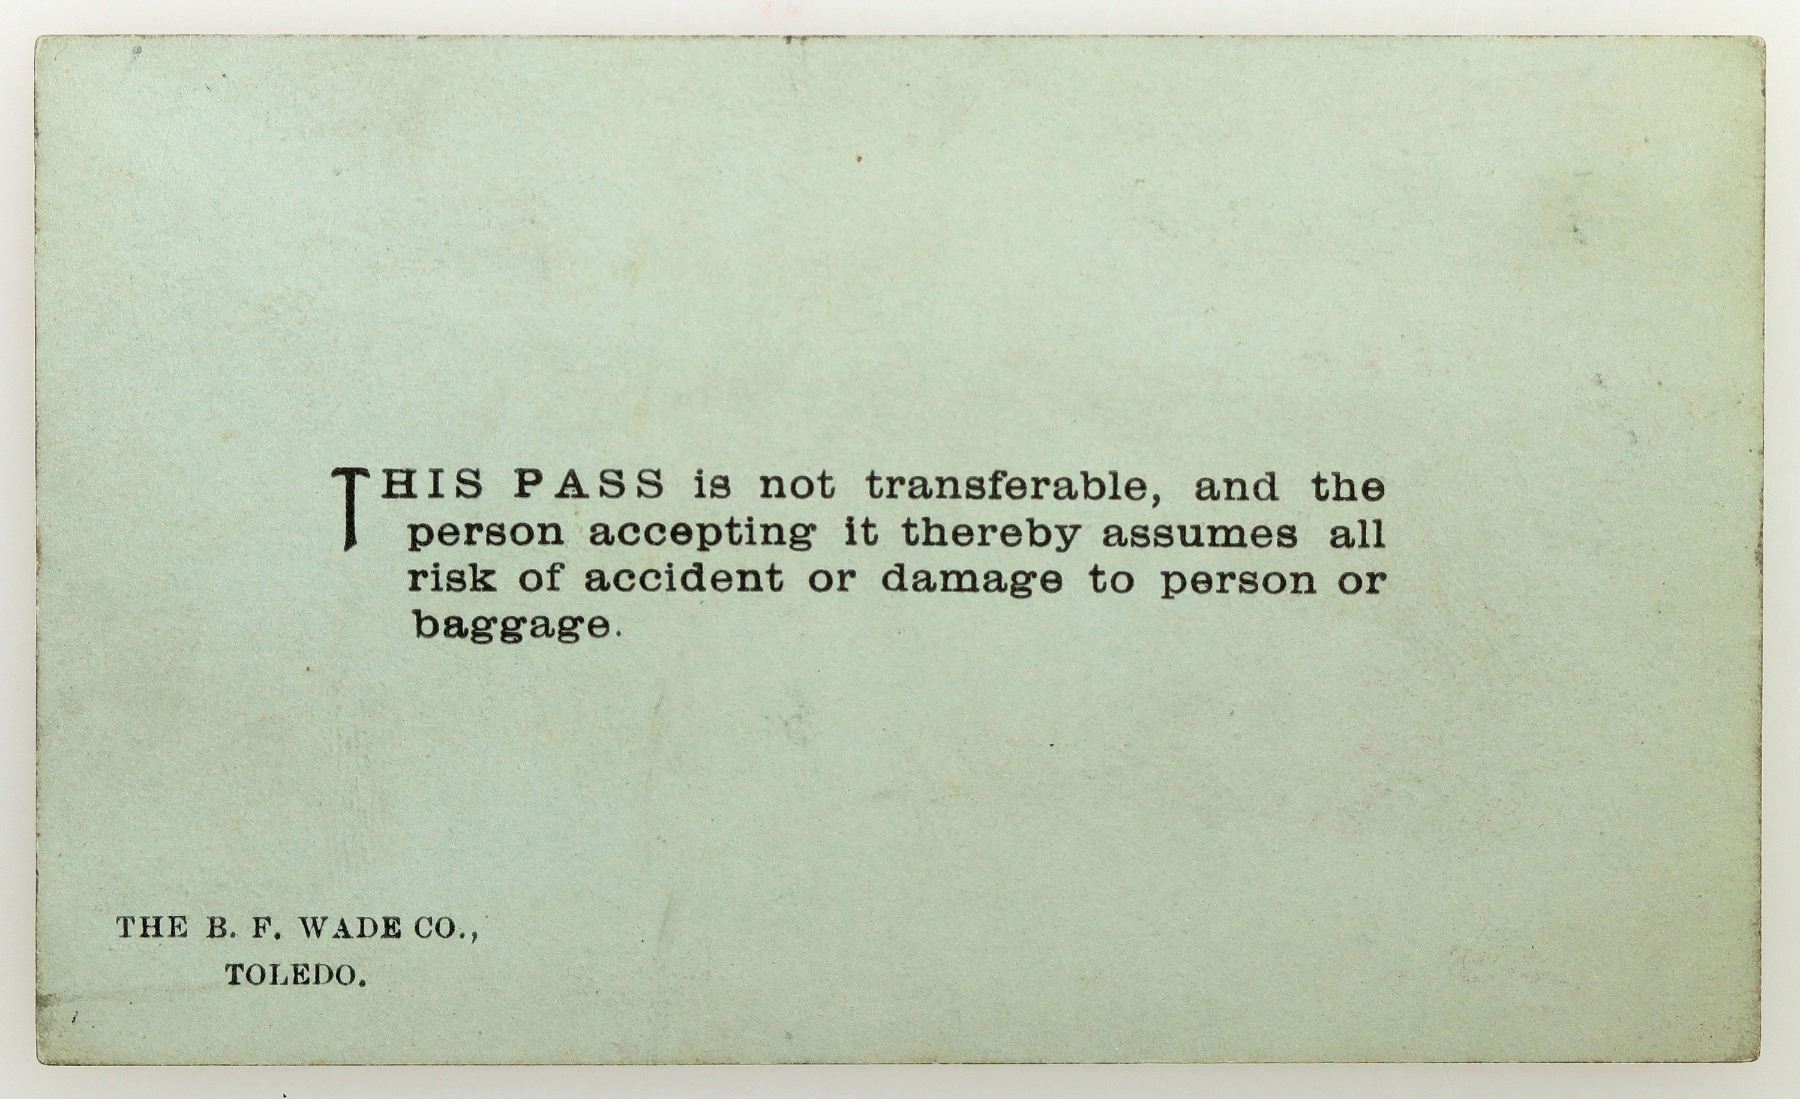 THIS PASS is not transferable, and the
person accepting it thereby assumes all
risk of accident or damage to person or
baggage.
THE B. F. WADE CO.,
TOLEDO.